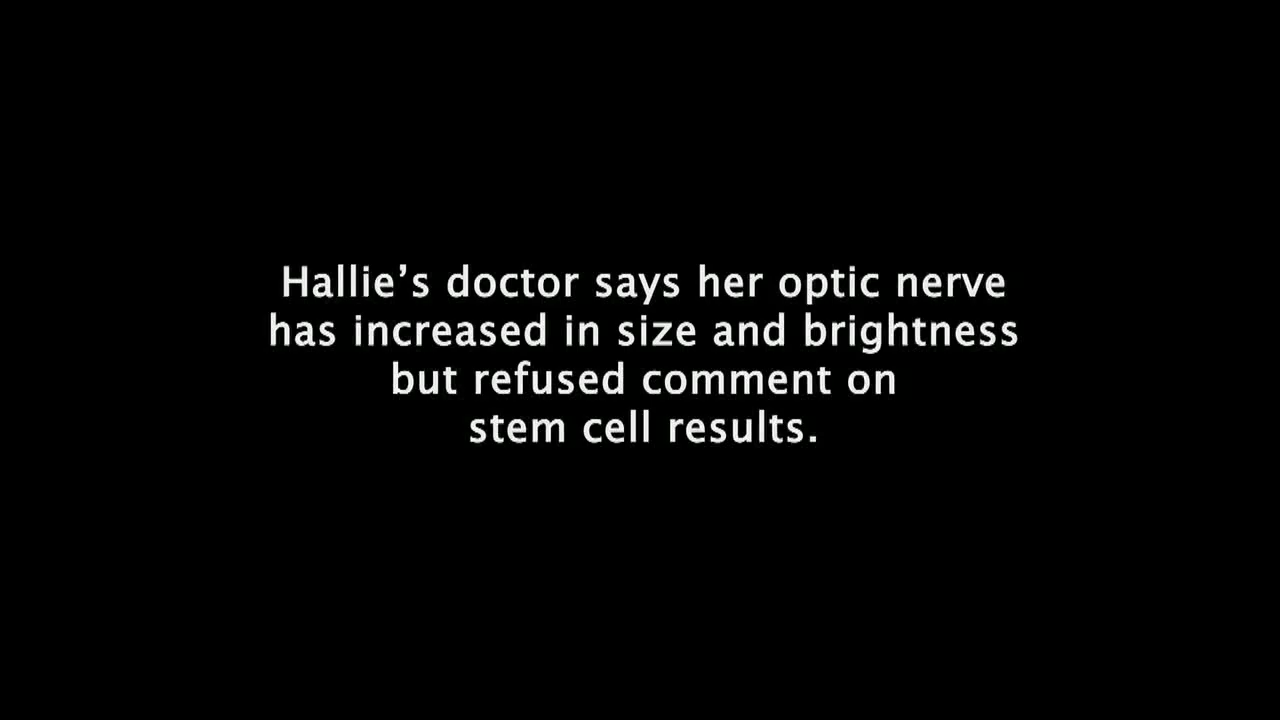 Hallie’s doctor says her optic nerve
has increased in size and brightness
but refused comment on
stem cell results.